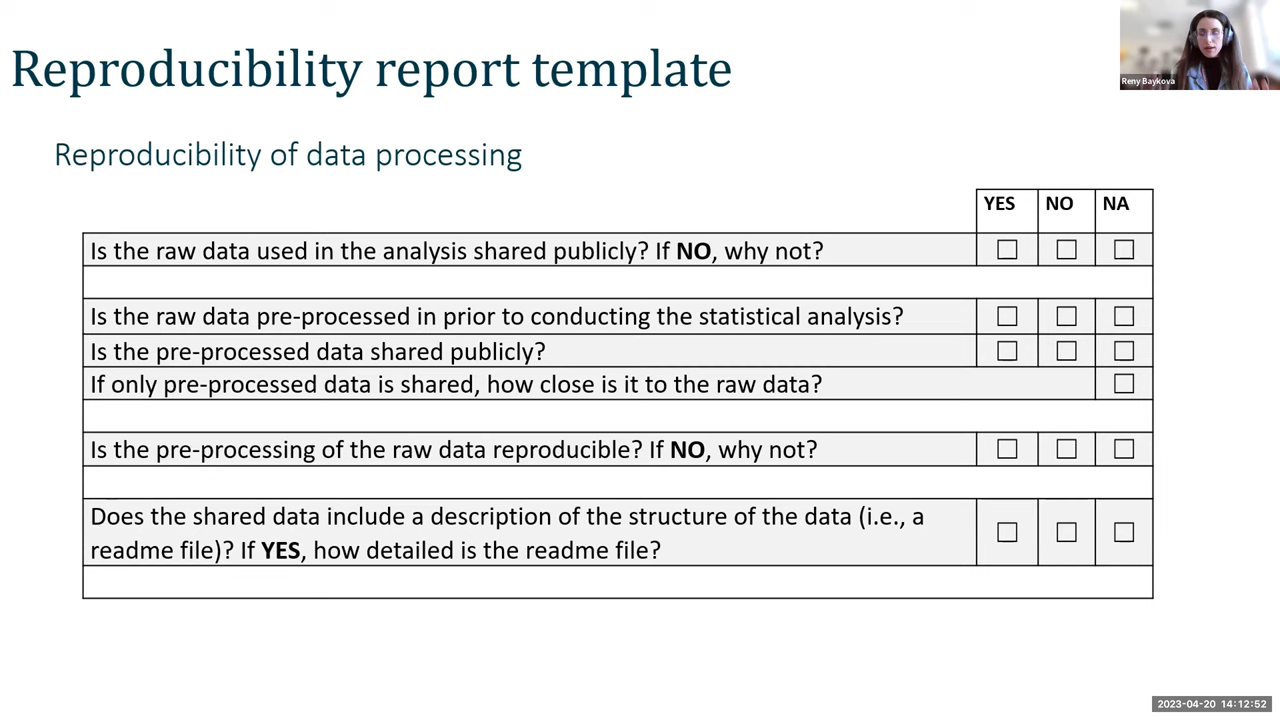 Reproducibility report template
Reny Baykova
Reproducibility of data processing
YES NO NA
Is the raw data used in the analysis shared publicly? If NO, why not?
Is the raw data pre-processed in prior to conducting the statistical analysis?
Is the pre-processed data shared publicly?
If only pre-processed data is shared, how close is it to the raw data?
Is the pre-processing of the raw data reproducible? If NO, why not?
Does the shared data include a description of the structure of the data (i.e., a
readme file)? If YES, how detailed is the readme file?
2023-04-20 14:12:52